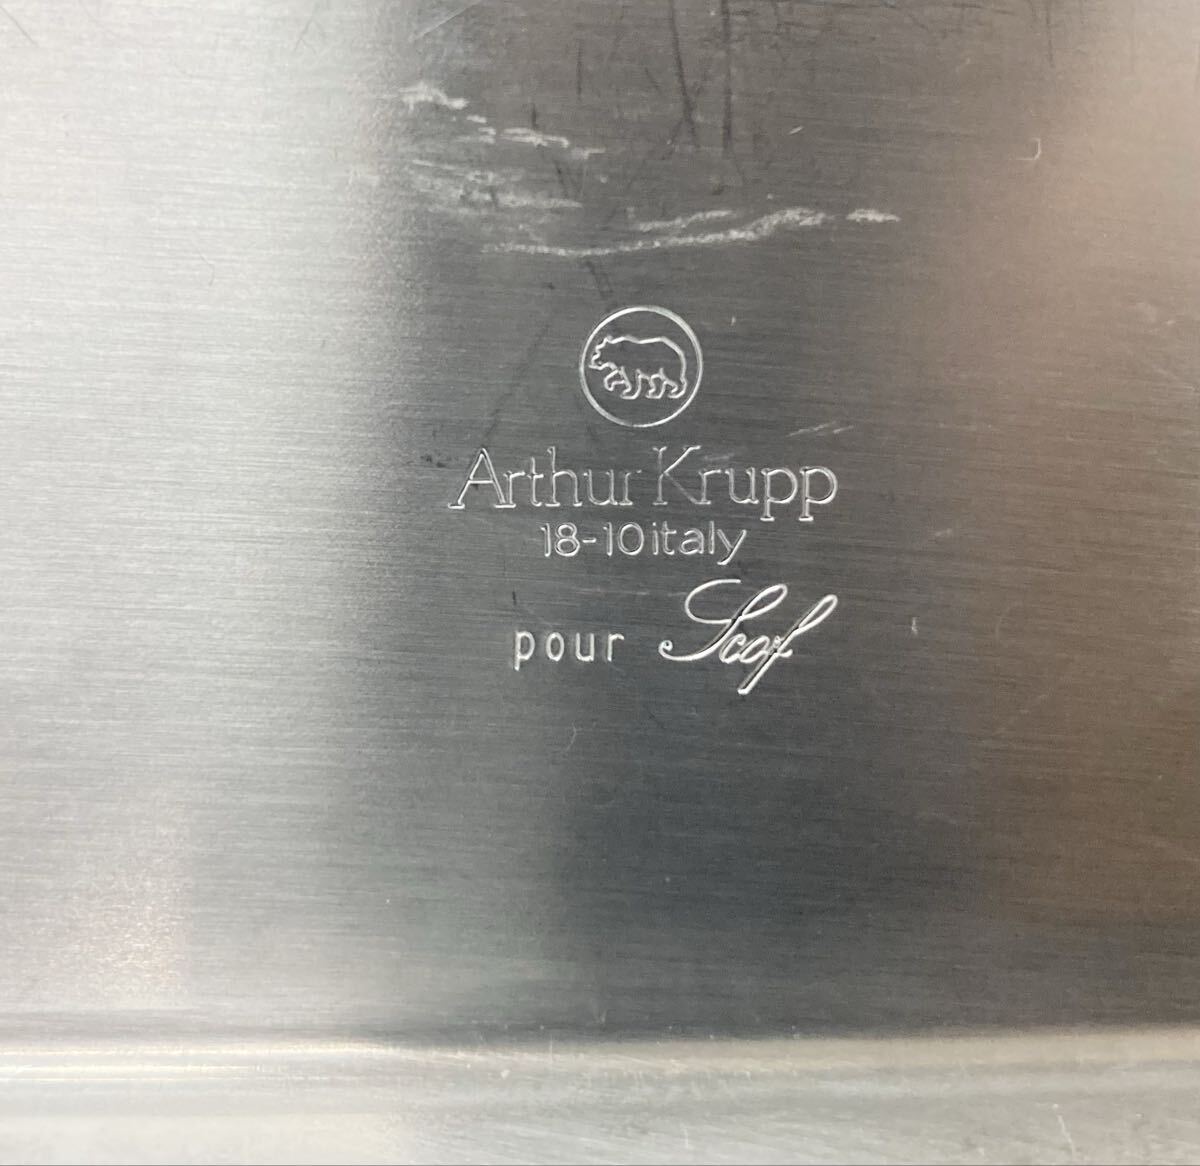 Arthur Krupp
18-10 italy
pour Scof